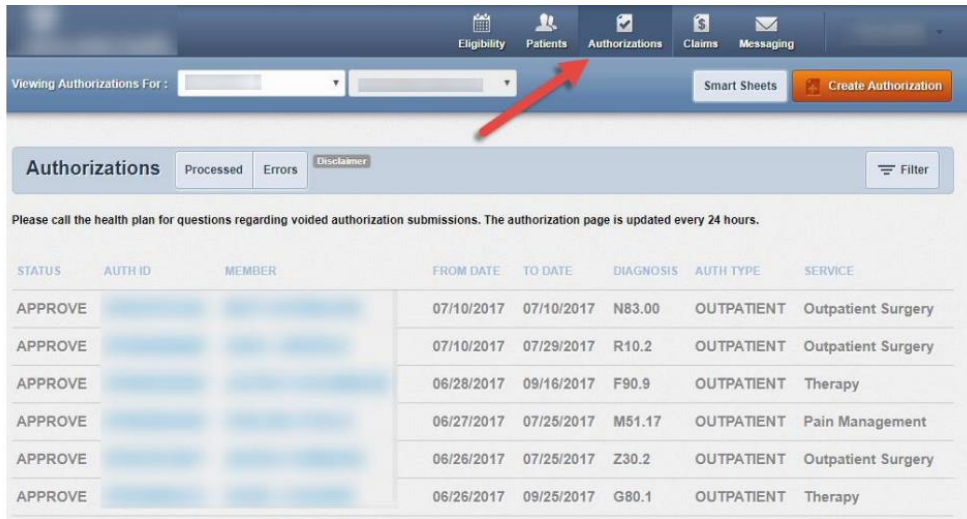 Eligibility Patients Authorizations Claims Messaging
Viewing Authorizations For : Smart Sheets Create Authorization
Authorizations Processed Errors Disclaimer Filter
Please call the health plan for questions regarding voided authorization submissions. The authorization page is updated every 24 hours.
STATUS AUTH ID MEMBER FROM DATE TO DATE DIAGNOSIS AUTH TYPE SERVICE
APPROVE 07/10/2017 07/10/2017 N83.00 OUTPATIENT Outpatient Surgery
APPROVE 07/10/2017 07/29/2017 R10.2 OUTPATIENT Outpatient Surgery
APPROVE 06/28/2017 09/16/2017 F90.9 OUTPATIENT Therapy
APPROVE 06/27/2017 07/25/2017 M51.17 OUTPATIENT Pain Management
APPROVE 06/26/2017 07/25/2017 Z30.2 OUTPATIENT Outpatient Surgery
APPROVE 06/26/2017 09/25/2017 G80.1 OUTPATIENT Therapy